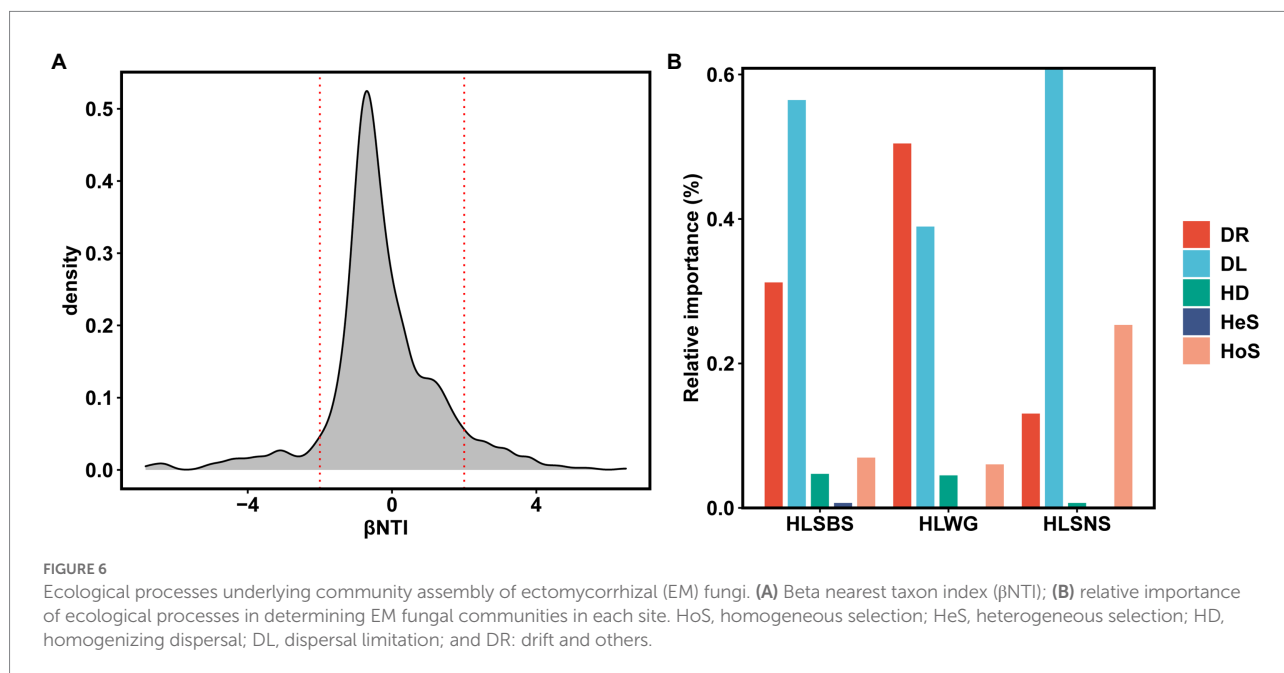 A
0.5
0.4
0.3
0.2
0.1
0.0
density
−4
0
4
βNTI
B
0.6
0.4
0.2
0.0
Relative importance (%)
HLSBS
HLWG
HLSNS
DR
DL
HD
HeS
HoS
FIGURE 6
Ecological processes underlying community assembly of ectomycorrhizal (EM) fungi. (A) Beta nearest taxon index (βNTI); (B) relative importance
of ecological processes in determining EM fungal communities in each site. HoS, homogeneous selection; HeS, heterogeneous selection; HD,
homogenizing dispersal; DL, dispersal limitation; and DR: drift and others.